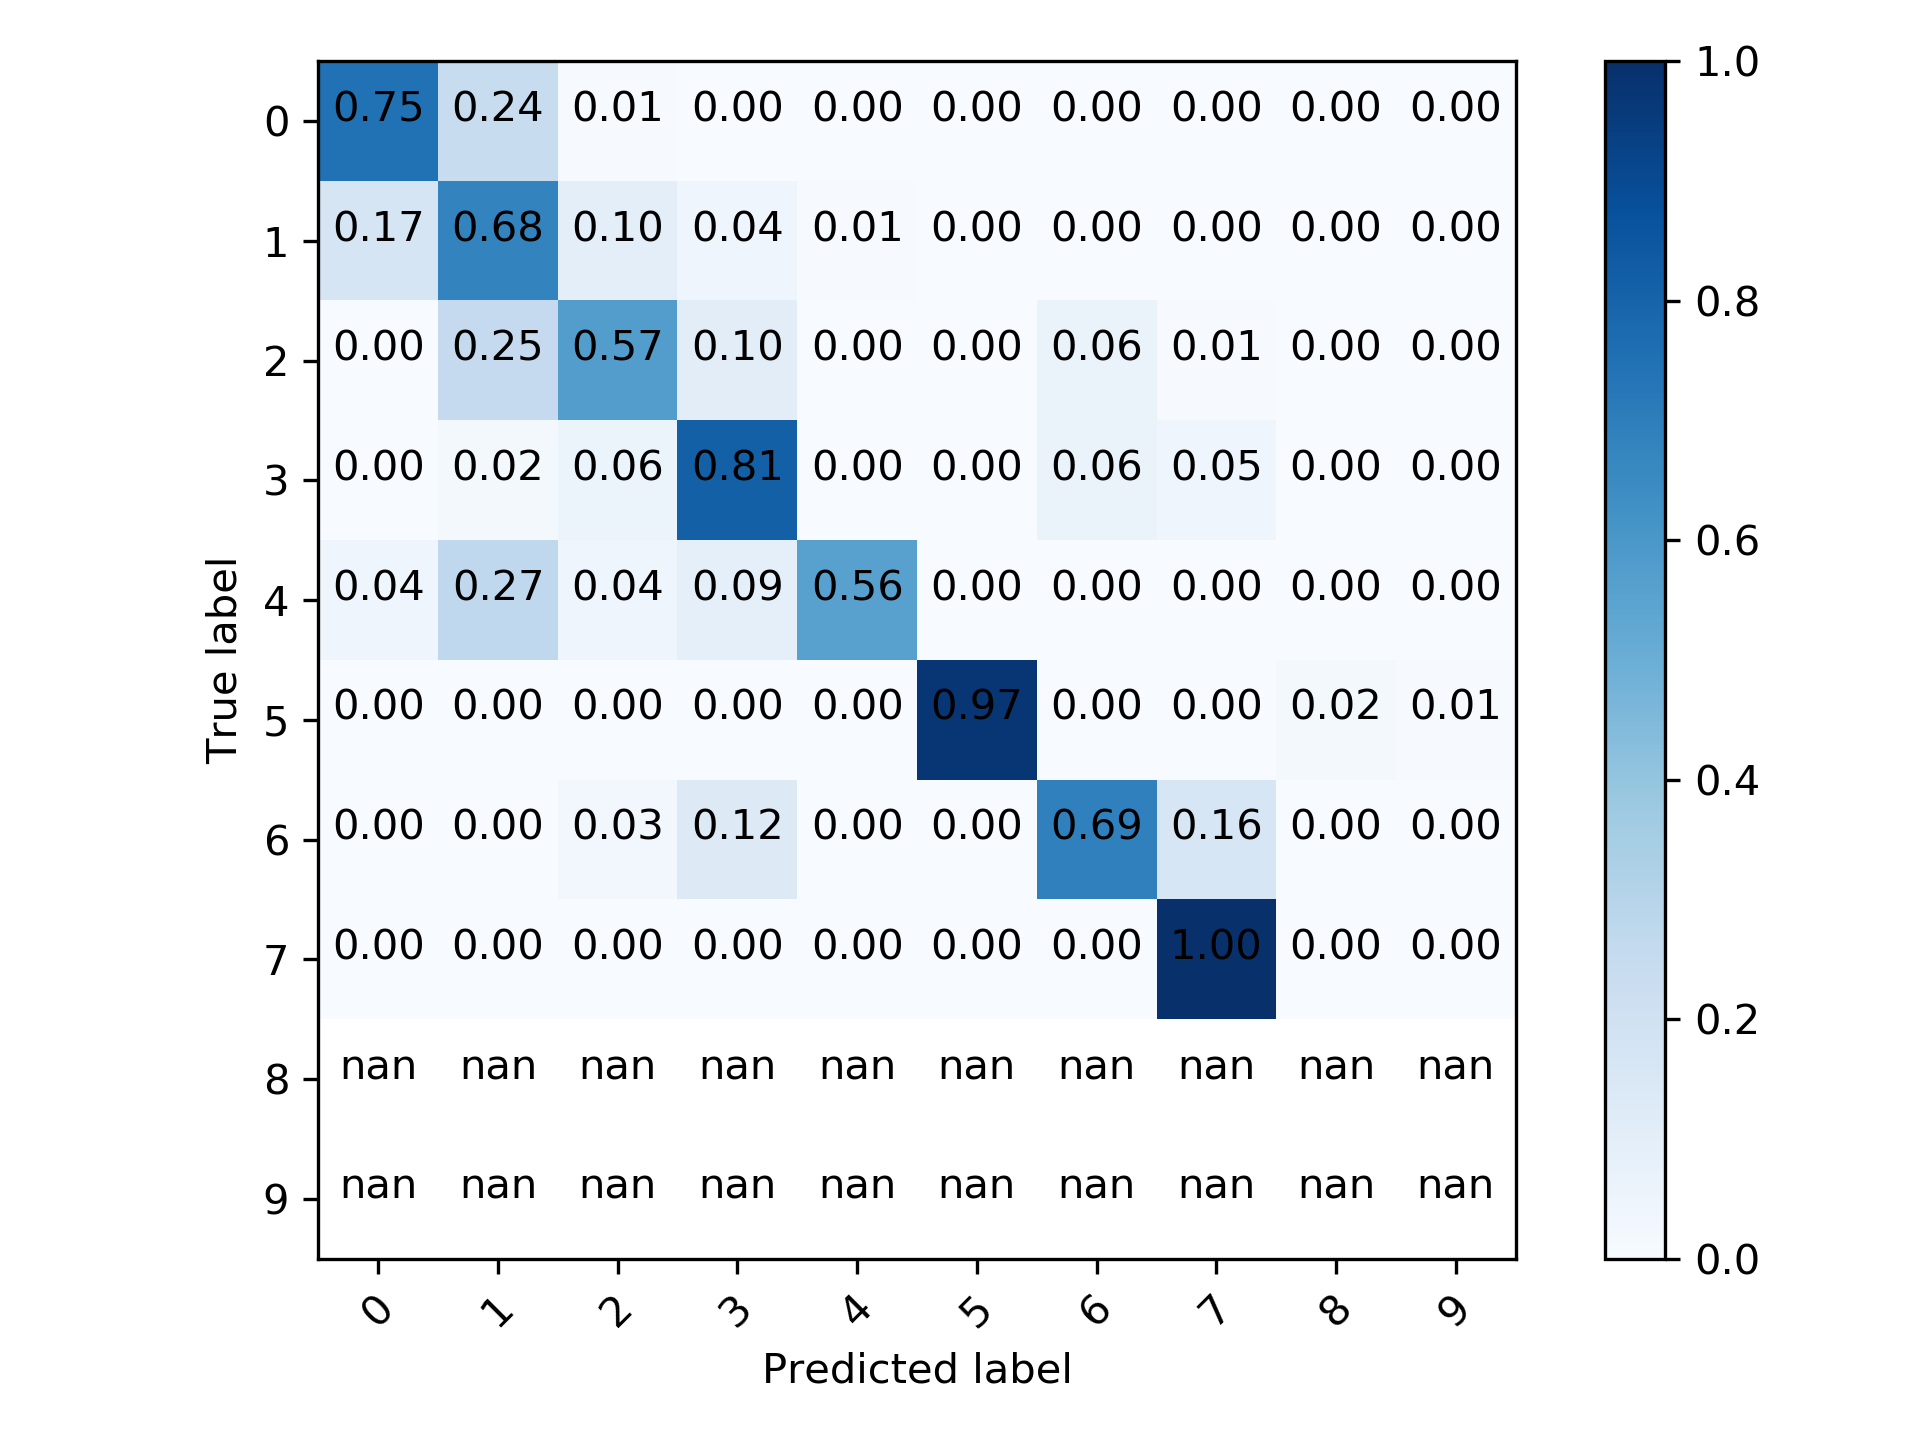 0 0.75 0.24 0.01 0.00 0.00 0.00 0.00 0.00 0.00 0.00
1 0.17 0.68 0.10 0.04 0.01 0.00 0.00 0.00 0.00 0.00
2 0.00 0.25 0.57 0.10 0.00 0.00 0.06 0.01 0.00 0.00
3 0.00 0.02 0.06 0.81 0.00 0.00 0.06 0.05 0.00 0.00
4 0.04 0.27 0.04 0.09 0.56 0.00 0.00 0.00 0.00 0.00
5 0.00 0.00 0.00 0.00 0.00 0.97 0.00 0.00 0.02 0.01
6 0.00 0.00 0.03 0.12 0.00 0.00 0.69 0.16 0.00 0.00
7 0.00 0.00 0.00 0.00 0.00 0.00 0.00 1.00 0.00 0.00
8 nan nan nan nan nan nan nan nan nan nan
9 nan nan nan nan nan nan nan nan nan nan
0 1 2 3 4 5 6 7 8 9
Predicted label
True label
1.0
0.8
0.6
0.4
0.2
0.0